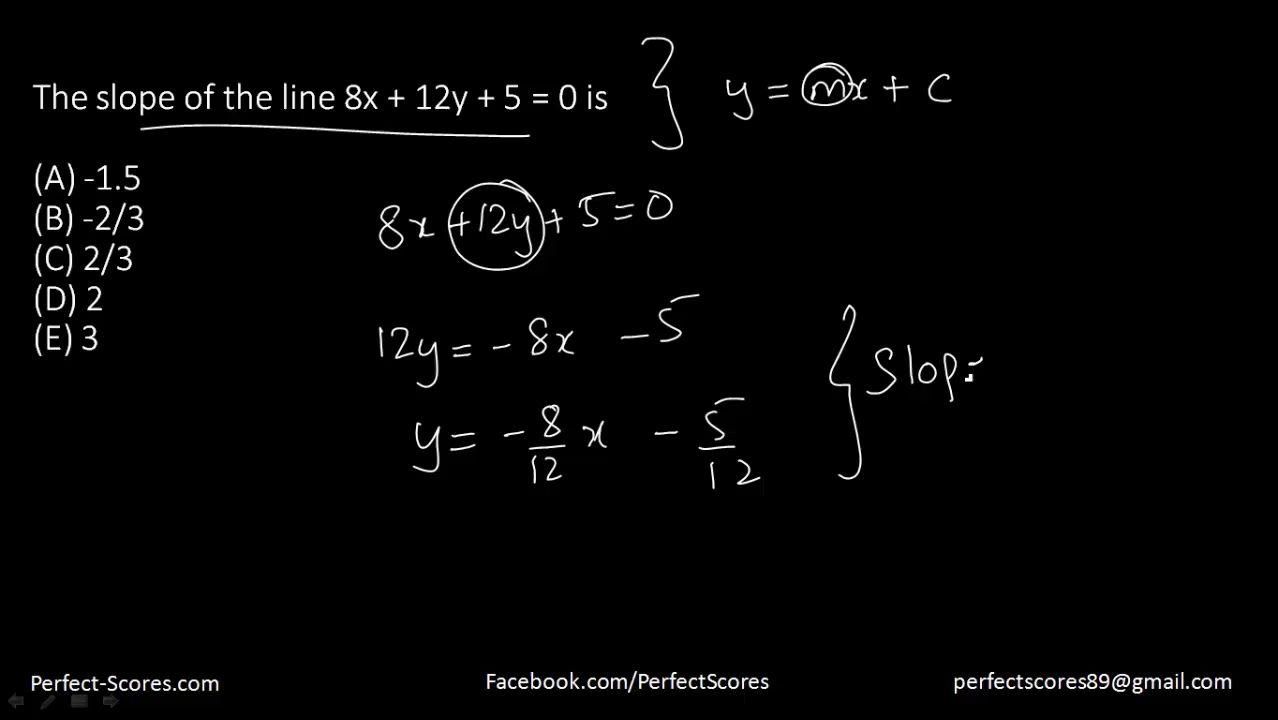 The slope of the line 8x + 12y + 5 = 0 is
y = mx + c
(A) -1.5
(B) -2/3
(C) 2/3
(D) 2
(E) 3
8x +12y + 5 = 0
12y = - 8x - 5
y = - 8/12 x - 5/12
Slop
Perfect-Scores.com
Facebook.com/PerfectScores
perfectscores89@gmail.com